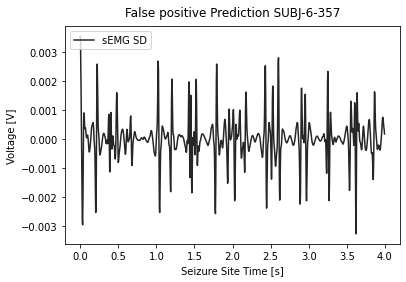 False positive Prediction SUBJ-6-357
sEMG SD
Voltage [V]
0.003
0.002
0.001
0.000
−0.001
−0.002
−0.003
0.0 0.5 1.0 1.5 2.0 2.5 3.0 3.5 4.0
Seizure Site Time [s]